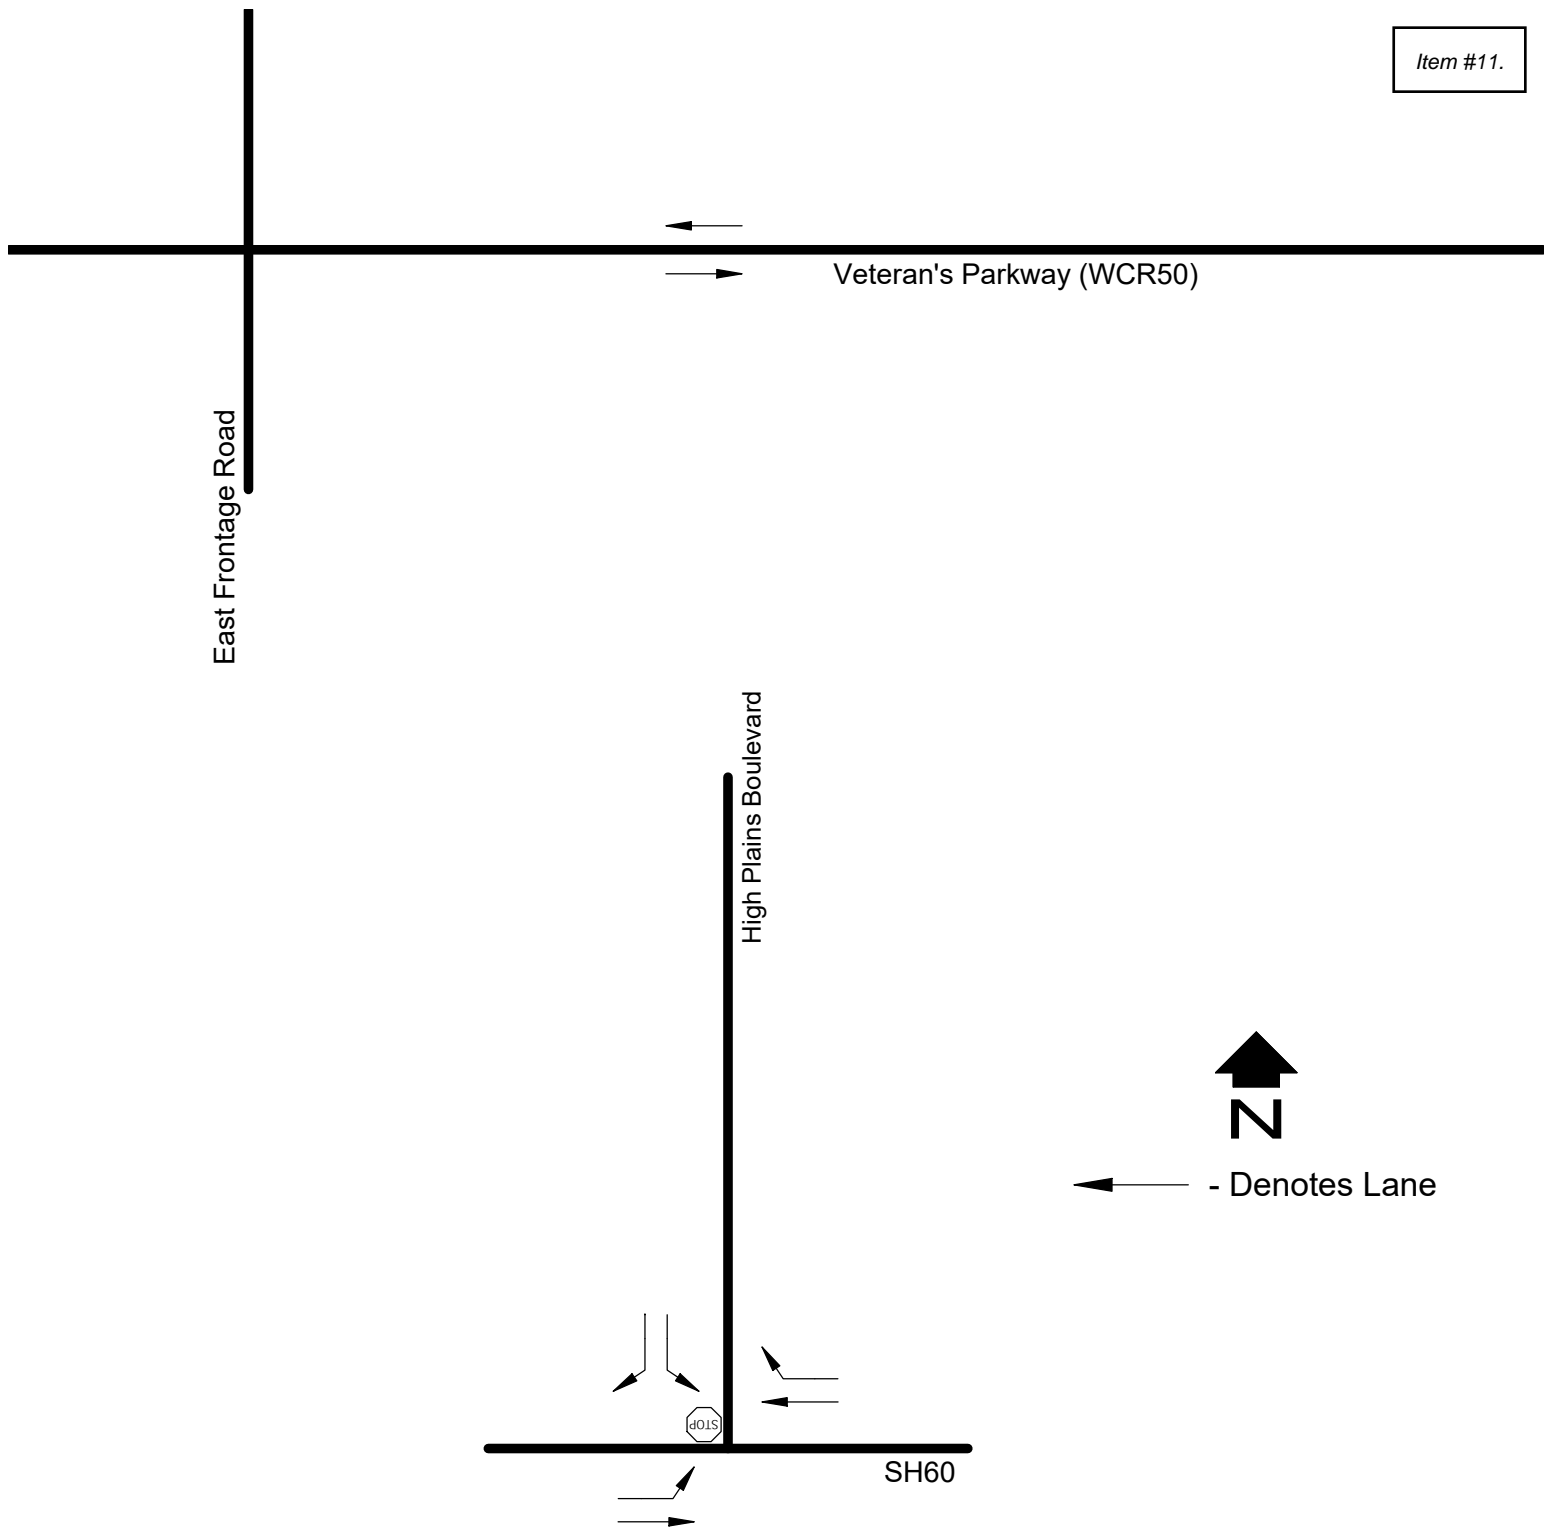 Item #11.
Veteran's Parkway (WCR50)
East Frontage Road
High Plains Boulevard
N
- Denotes Lane
STOP
SH60